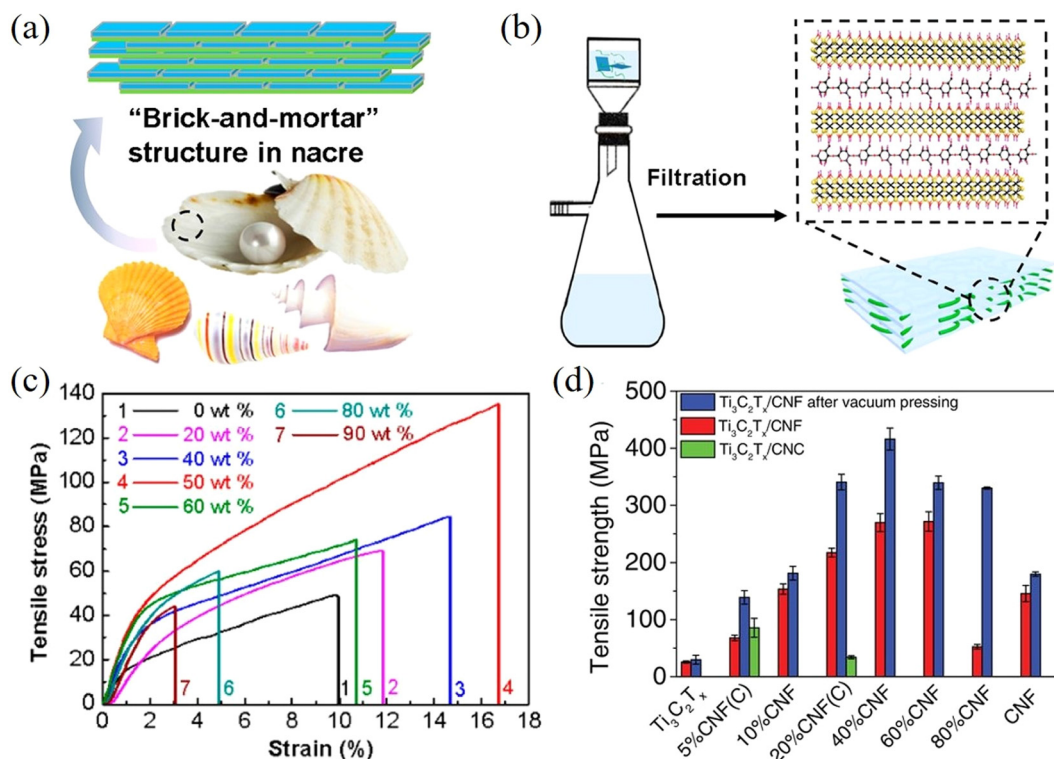 (a)
“Brick-and-mortar”
structure in nacre
(b)
Filtration
(c)
Tensile stress (MPa)
140
120
100
80
60
40
20
0
1 0 wt %
2 20 wt %
3 40 wt %
4 50 wt %
5 60 wt %
6 80 wt %
7 90 wt %
7 6 1 5 2 3 4
0 2 4 6 8 10 12 14 16 18
Strain (%)
(d)
Tensile strength (MPa)
500
400
300
200
100
0
Ti₃C₂Tₓ/CNF after vacuum pressing
Ti₃C₂Tₓ/CNF
Ti₃C₂Tₓ/CNC
Ti₃C₂Tₓ
5%CNF(C)
10%CNF
20%CNF(C)
40%CNF
60%CNF
80%CNF
CNF